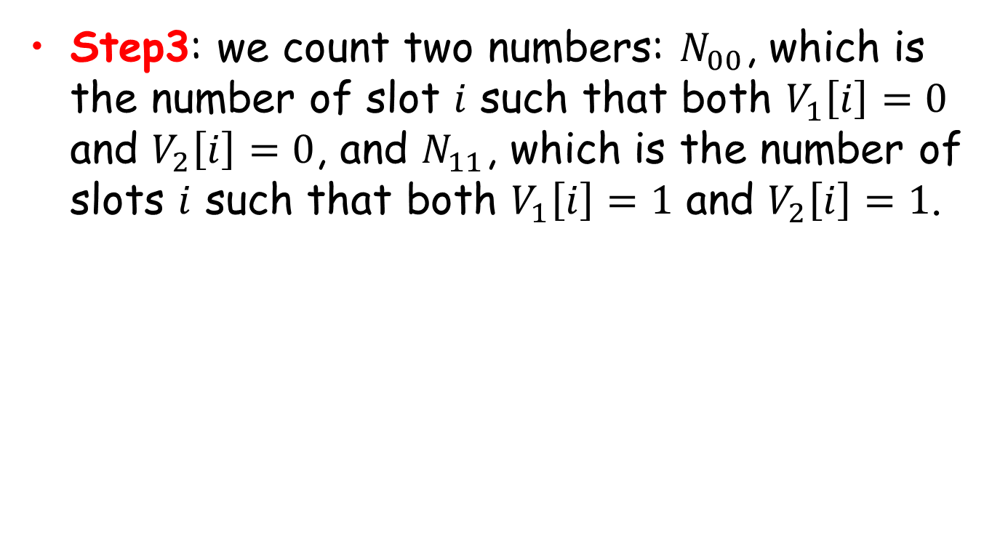 • Step3: we count two numbers: $N_{00}$, which is
the number of slot $i$ such that both $V_1[i] = 0$
and $V_2[i] = 0$, and $N_{11}$, which is the number of
slots $i$ such that both $V_1[i] = 1$ and $V_2[i] = 1$.